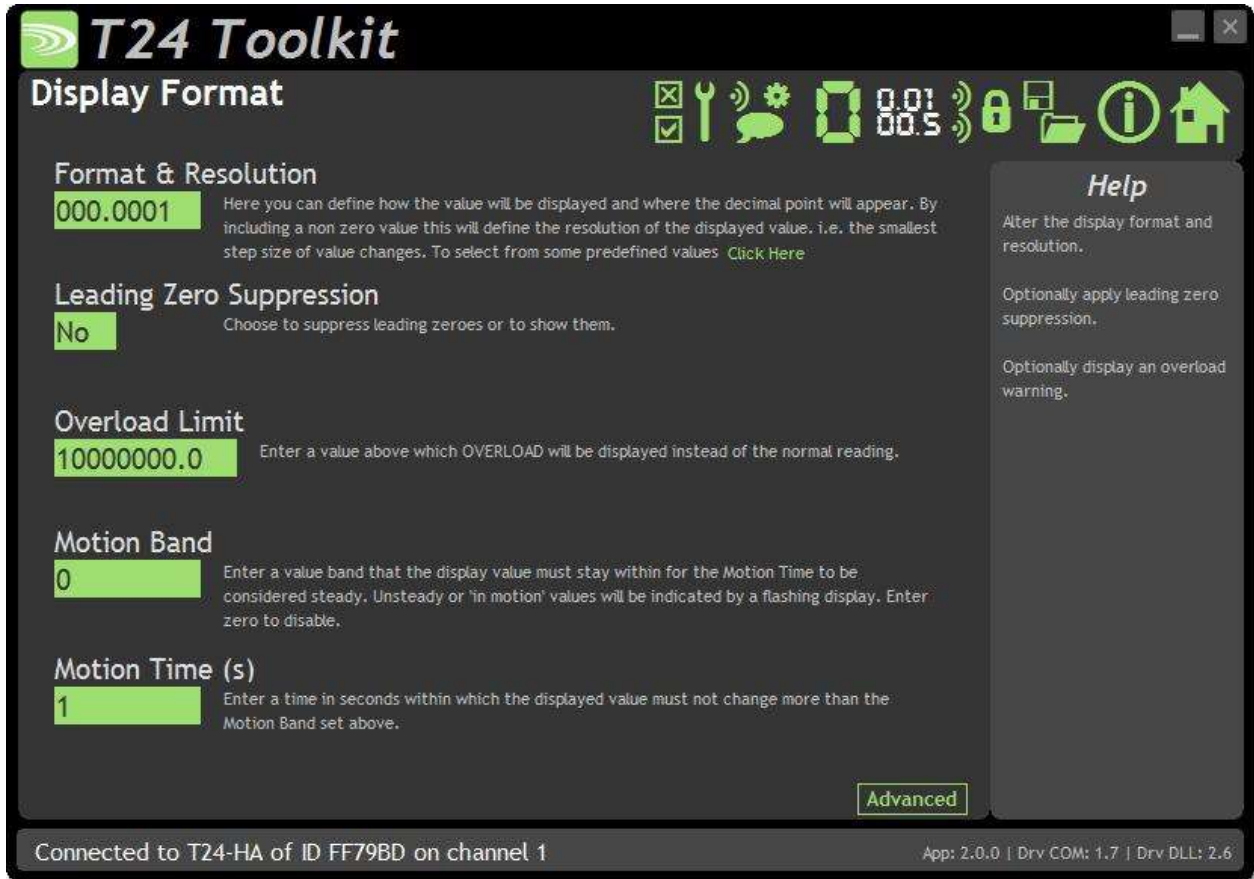 T24 Toolkit
Display Format
0
0.01
00.5
Format & Resolution
000.0001
Here you can define how the value will be displayed and where the decimal point will appear. By
including a non zero value this will define the resolution of the displayed value. i.e. the smallest
step size of value changes. To select from some predefined values Click Here
Leading Zero Suppression
No
Choose to suppress leading zeroes or to show them.
Overload Limit
10000000.0
Enter a value above which OVERLOAD will be displayed instead of the normal reading.
Motion Band
0
Enter a value band that the display value must stay within for the Motion Time to be
considered steady. Unsteady or 'in motion' values will be indicated by a flashing display. Enter
zero to disable.
Motion Time (s)
1
Enter a time in seconds within which the displayed value must not change more than the
Motion Band set above.
Advanced
Help
Alter the display format and
resolution.
Optionally apply leading zero
suppression.
Optionally display an overload
warning.
Connected to T24-HA of ID FF79BD on channel 1
App: 2.0.0 | Drv COM: 1.7 | Drv DLL: 2.6